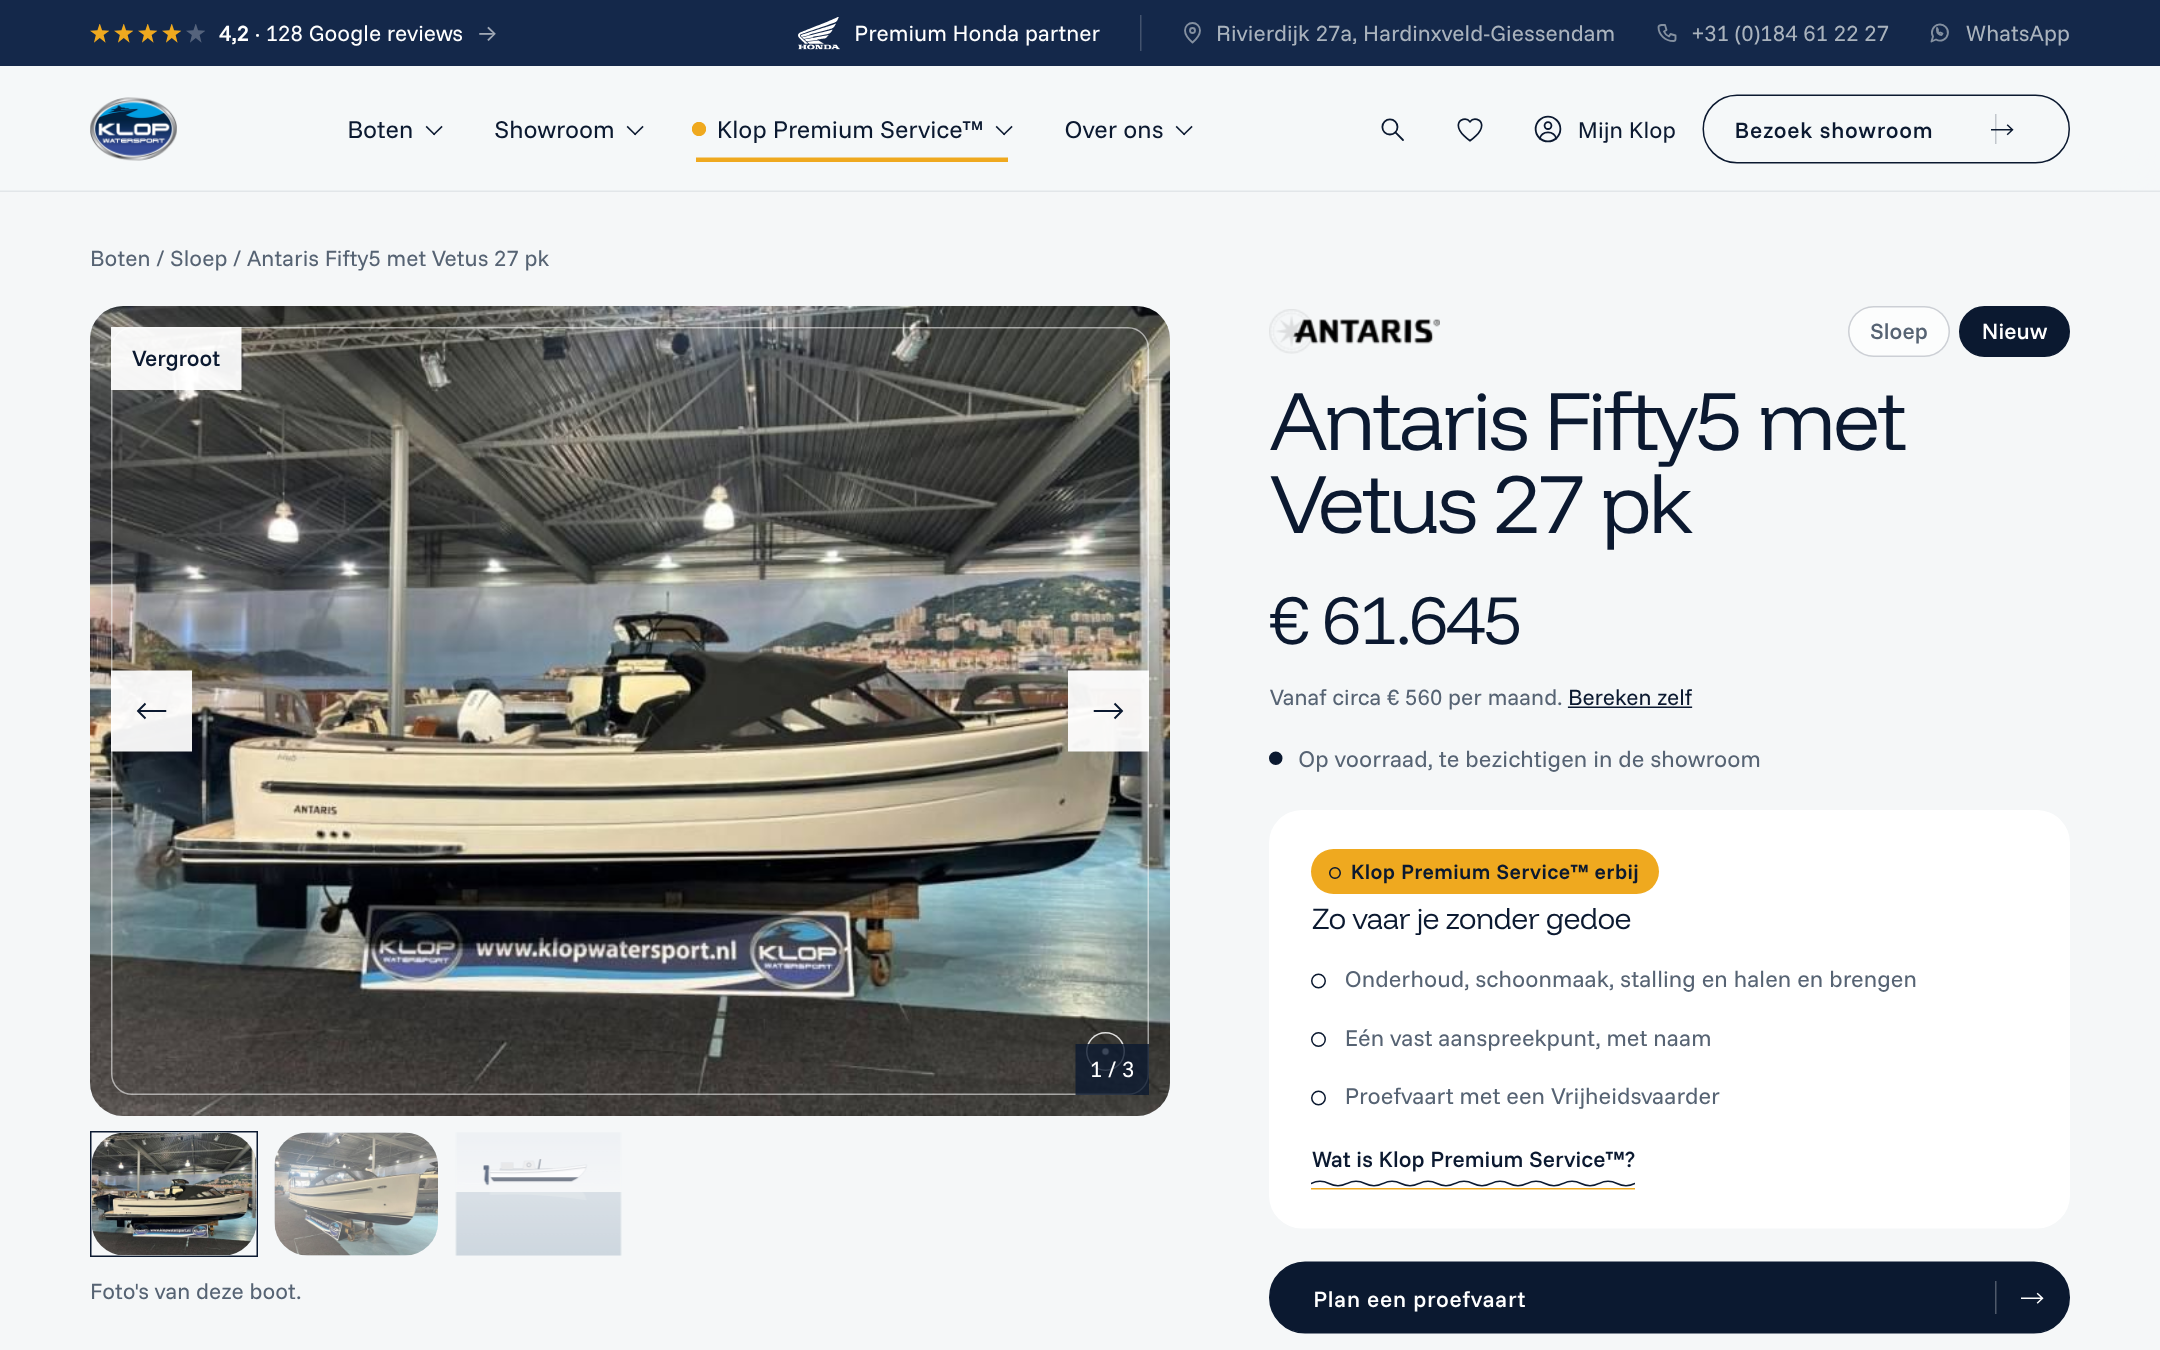 4,2 · 128 Google reviews
HONDA
Premium Honda partner
Rivierdijk 27a, Hardinxveld-Giessendam
+31 (0)184 61 22 27
WhatsApp
KLOP
WATERSPORT
Boten
Showroom
Klop Premium Service™
Over ons
Mijn Klop
Bezoek showroom
Boten / Sloep / Antaris Fifty5 met Vetus 27 pk
Vergroot
ANTARIS
KLOP
WATERSPORT
www.klopwatersport.nl
KLOP
WATERSPORT
1 / 3
Foto's van deze boot.
ANTARIS®
Sloep
Nieuw
Antaris Fifty5 met
Vetus 27 pk
€ 61.645
Vanaf circa € 560 per maand. Bereken zelf
Op voorraad, te bezichtigen in de showroom
Klop Premium Service™ erbij
Zo vaar je zonder gedoe
Onderhoud, schoonmaak, stalling en halen en brengen
Eén vast aanspreekpunt, met naam
Proefvaart met een Vrijheidsvaarder
Wat is Klop Premium Service™?
Plan een proefvaart